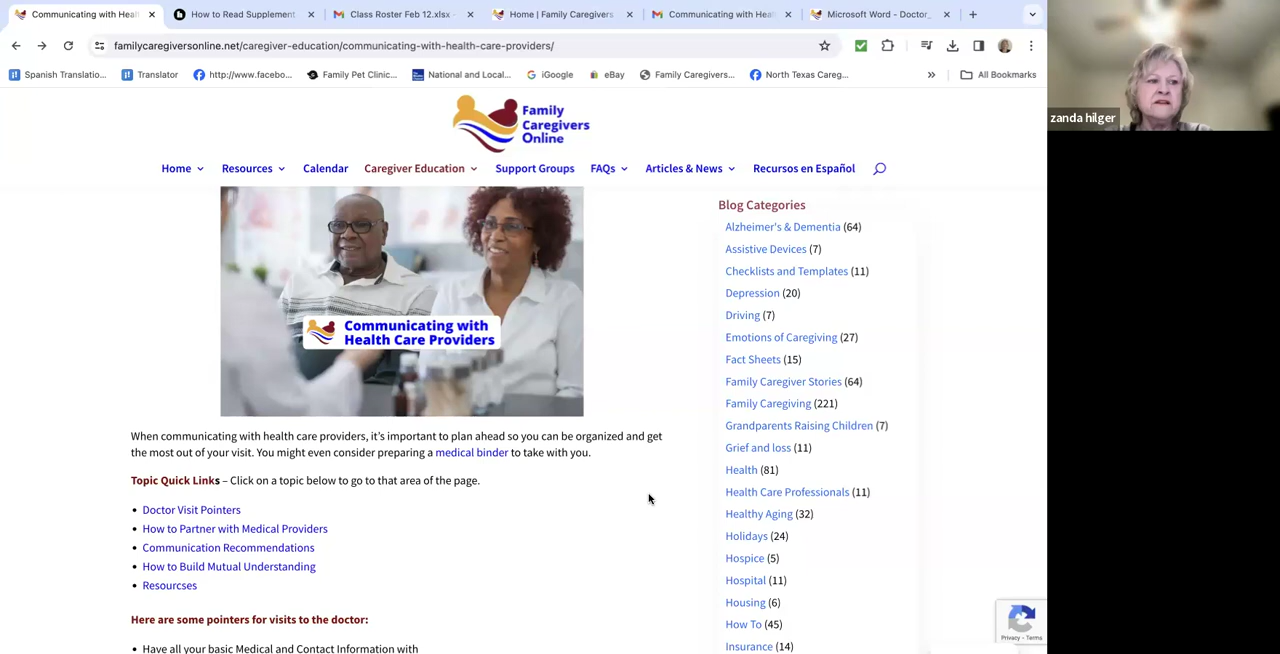 Communicating with Heal
How to Read Supplement
Class Roster Feb 12.xlsx -
Home | Family Caregivers
Communicating with Heal
Microsoft Word - Doctor_
familycaregiversonline.net/caregiver-education/communicating-with-health-care-providers/
Spanish Translatio...
Translator
http://www.facebo...
Family Pet Clinic...
National and Local...
iGoogle
eBay
Family Caregivers...
North Texas Careg...
»
All Bookmarks
zanda hilger
Family
Caregivers
Online
Home
Resources
Calendar
Caregiver Education
Support Groups
FAQs
Articles & News
Recursos en Español
Communicating with
Health Care Providers
When communicating with health care providers, it's important to plan ahead so you can be organized and get
the most out of your visit. You might even consider preparing a medical binder to take with you.
Topic Quick Links – Click on a topic below to go to that area of the page.
• Doctor Visit Pointers
• How to Partner with Medical Providers
• Communication Recommendations
• How to Build Mutual Understanding
• Resourcses
Here are some pointers for visits to the doctor:
• Have all your basic Medical and Contact Information with
Blog Categories
Alzheimer's & Dementia (64)
Assistive Devices (7)
Checklists and Templates (11)
Depression (20)
Driving (7)
Emotions of Caregiving (27)
Fact Sheets (15)
Family Caregiver Stories (64)
Family Caregiving (221)
Grandparents Raising Children (7)
Grief and loss (11)
Health (81)
Health Care Professionals (11)
Healthy Aging (32)
Holidays (24)
Hospice (5)
Hospital (11)
Housing (6)
How To (45)
Insurance (14)
Privacy - Terms